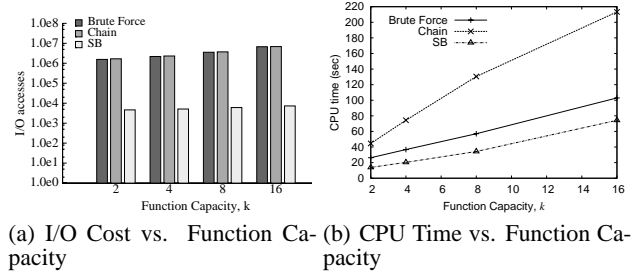 1.0e8
1.0e7
1.0e6
1.0e5
1.0e4
1.0e3
1.0e2
1.0e1
1.0e0
I/O accesses
Brute Force
Chain
SB
2 4 8 16
Function Capacity, k
220
200
180
160
140
120
100
80
60
40
20
0
CPU time (sec)
Brute Force
Chain
SB
2 4 6 8 10 12 14 16
Function Capacity, k
(a) I/O Cost vs. Function Ca-
pacity
(b) CPU Time vs. Function Ca-
pacity